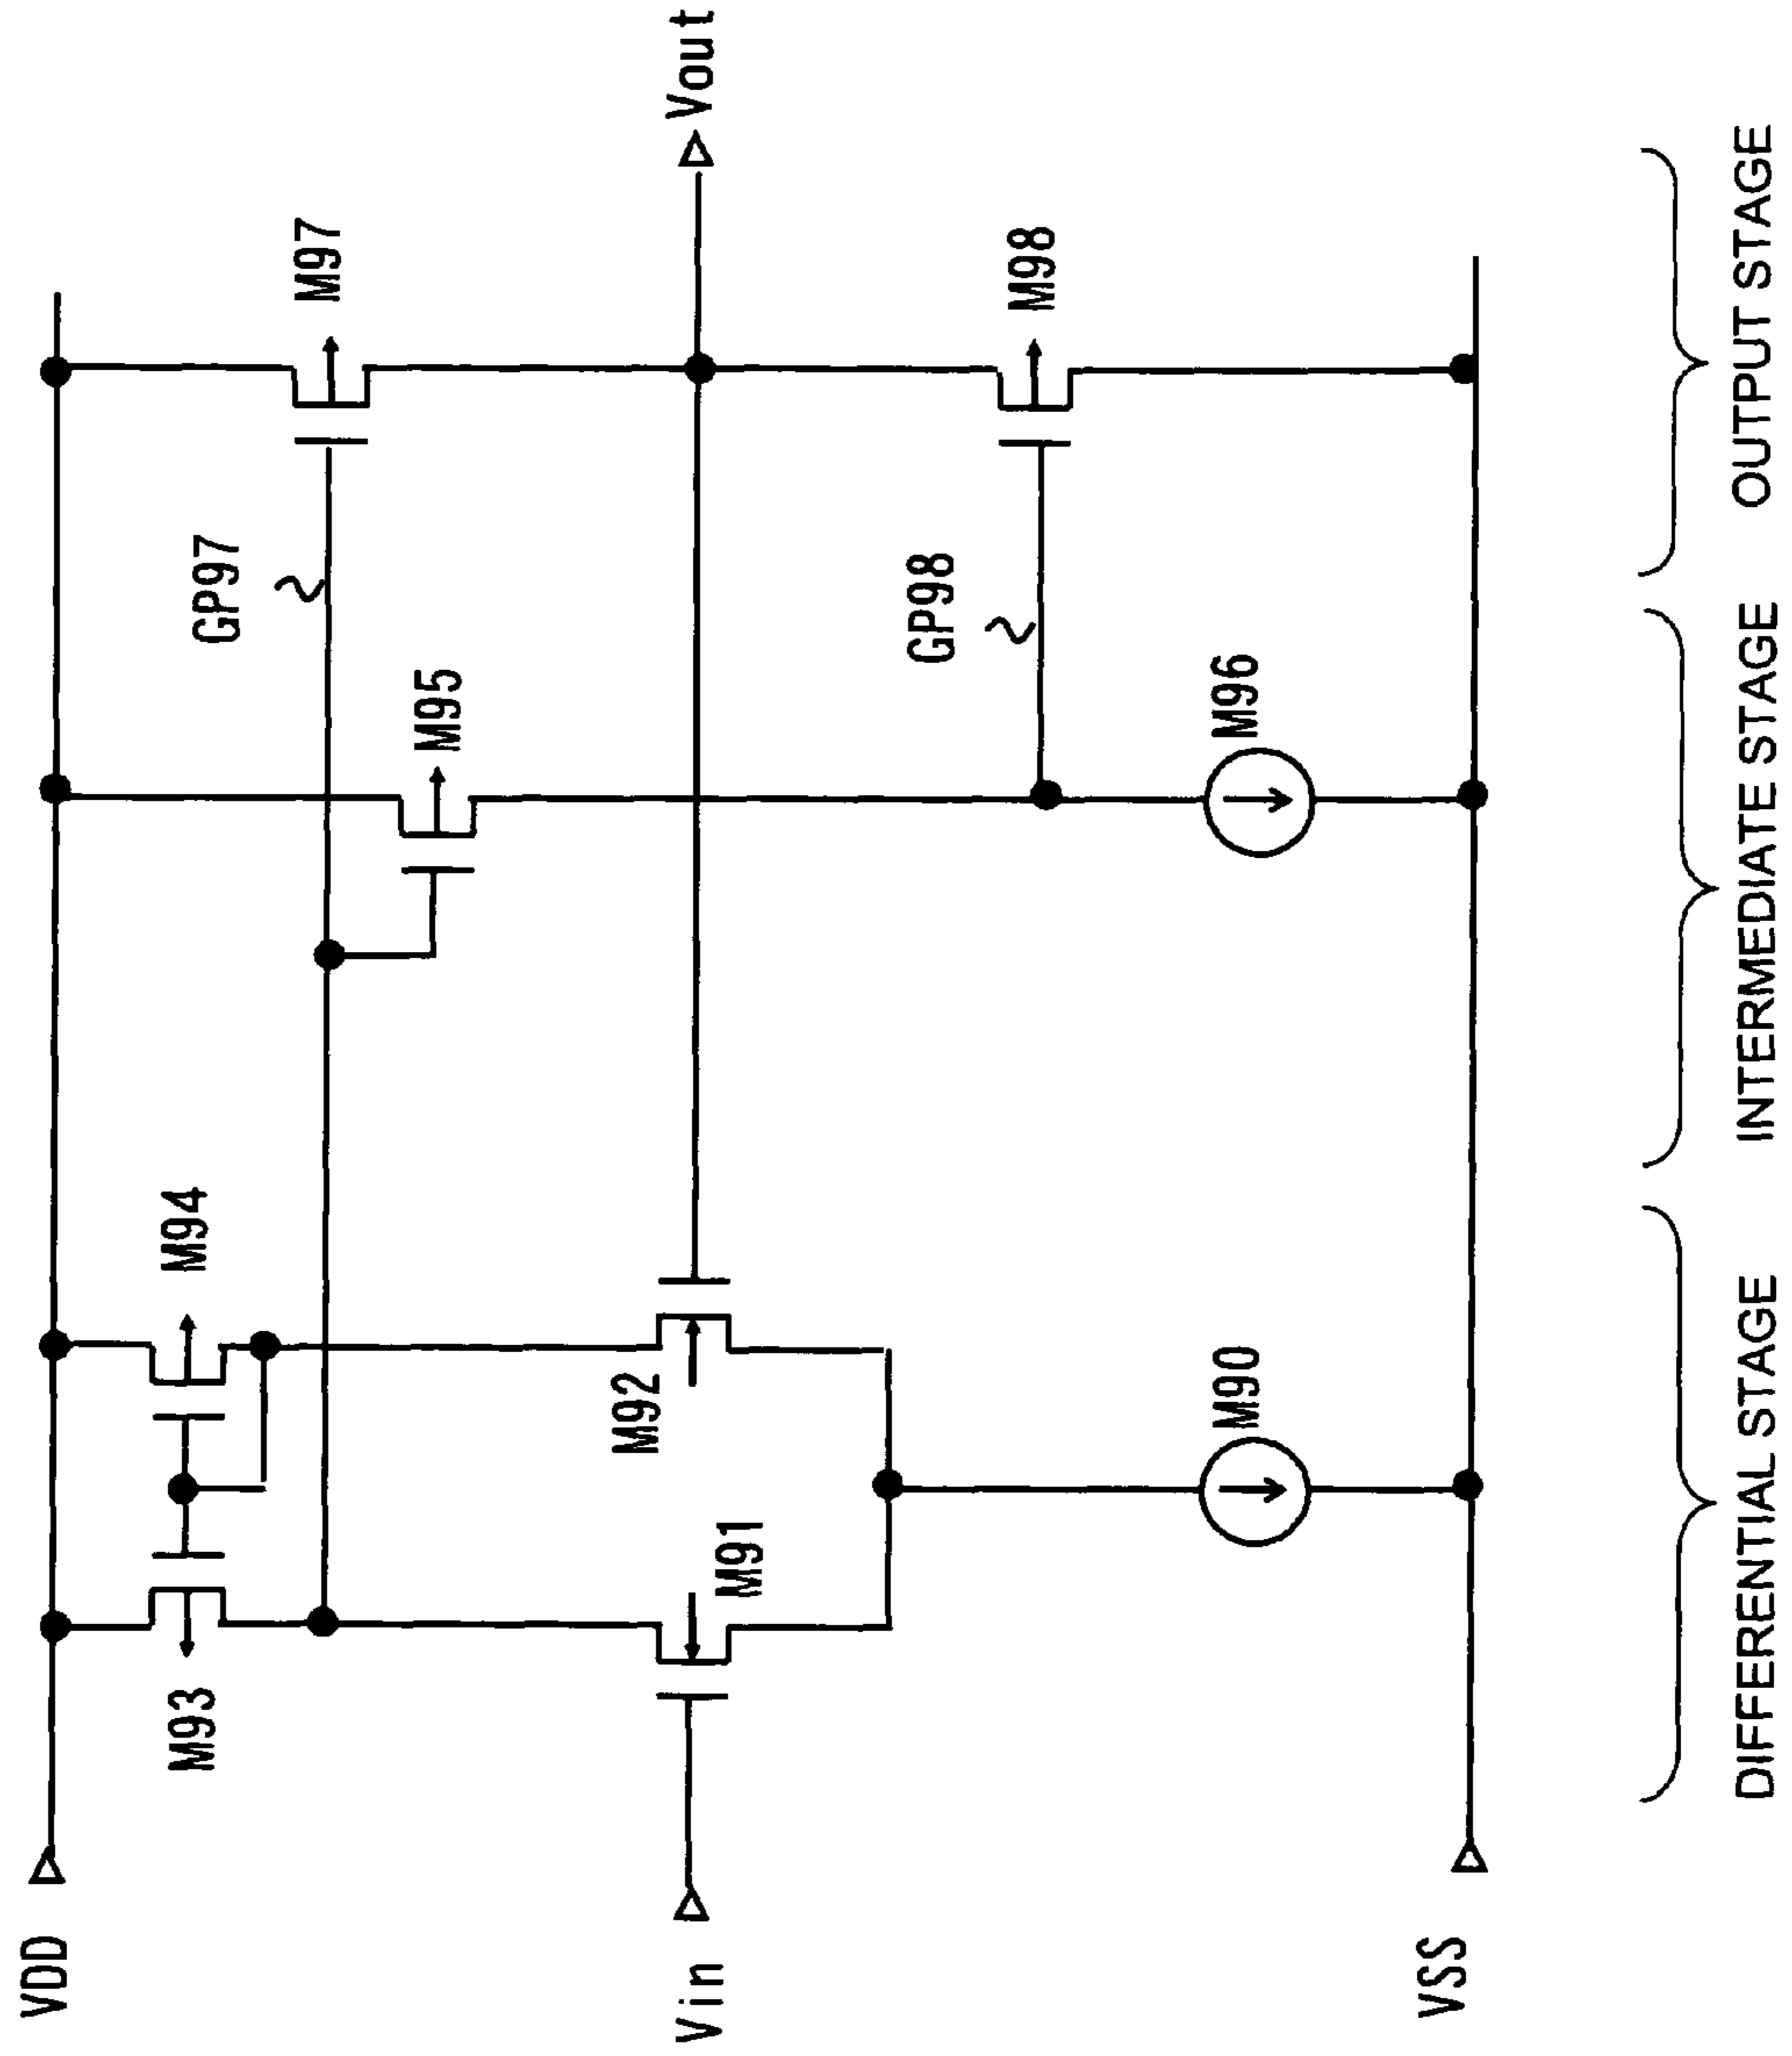 VDD
M93
M94
GP97
M97
M95
Vin
M91
M92
Vout
GP98
M98
M90
M96
VSS
DIFFERENTIAL STAGE
INTERMEDIATE STAGE
OUTPUT STAGE